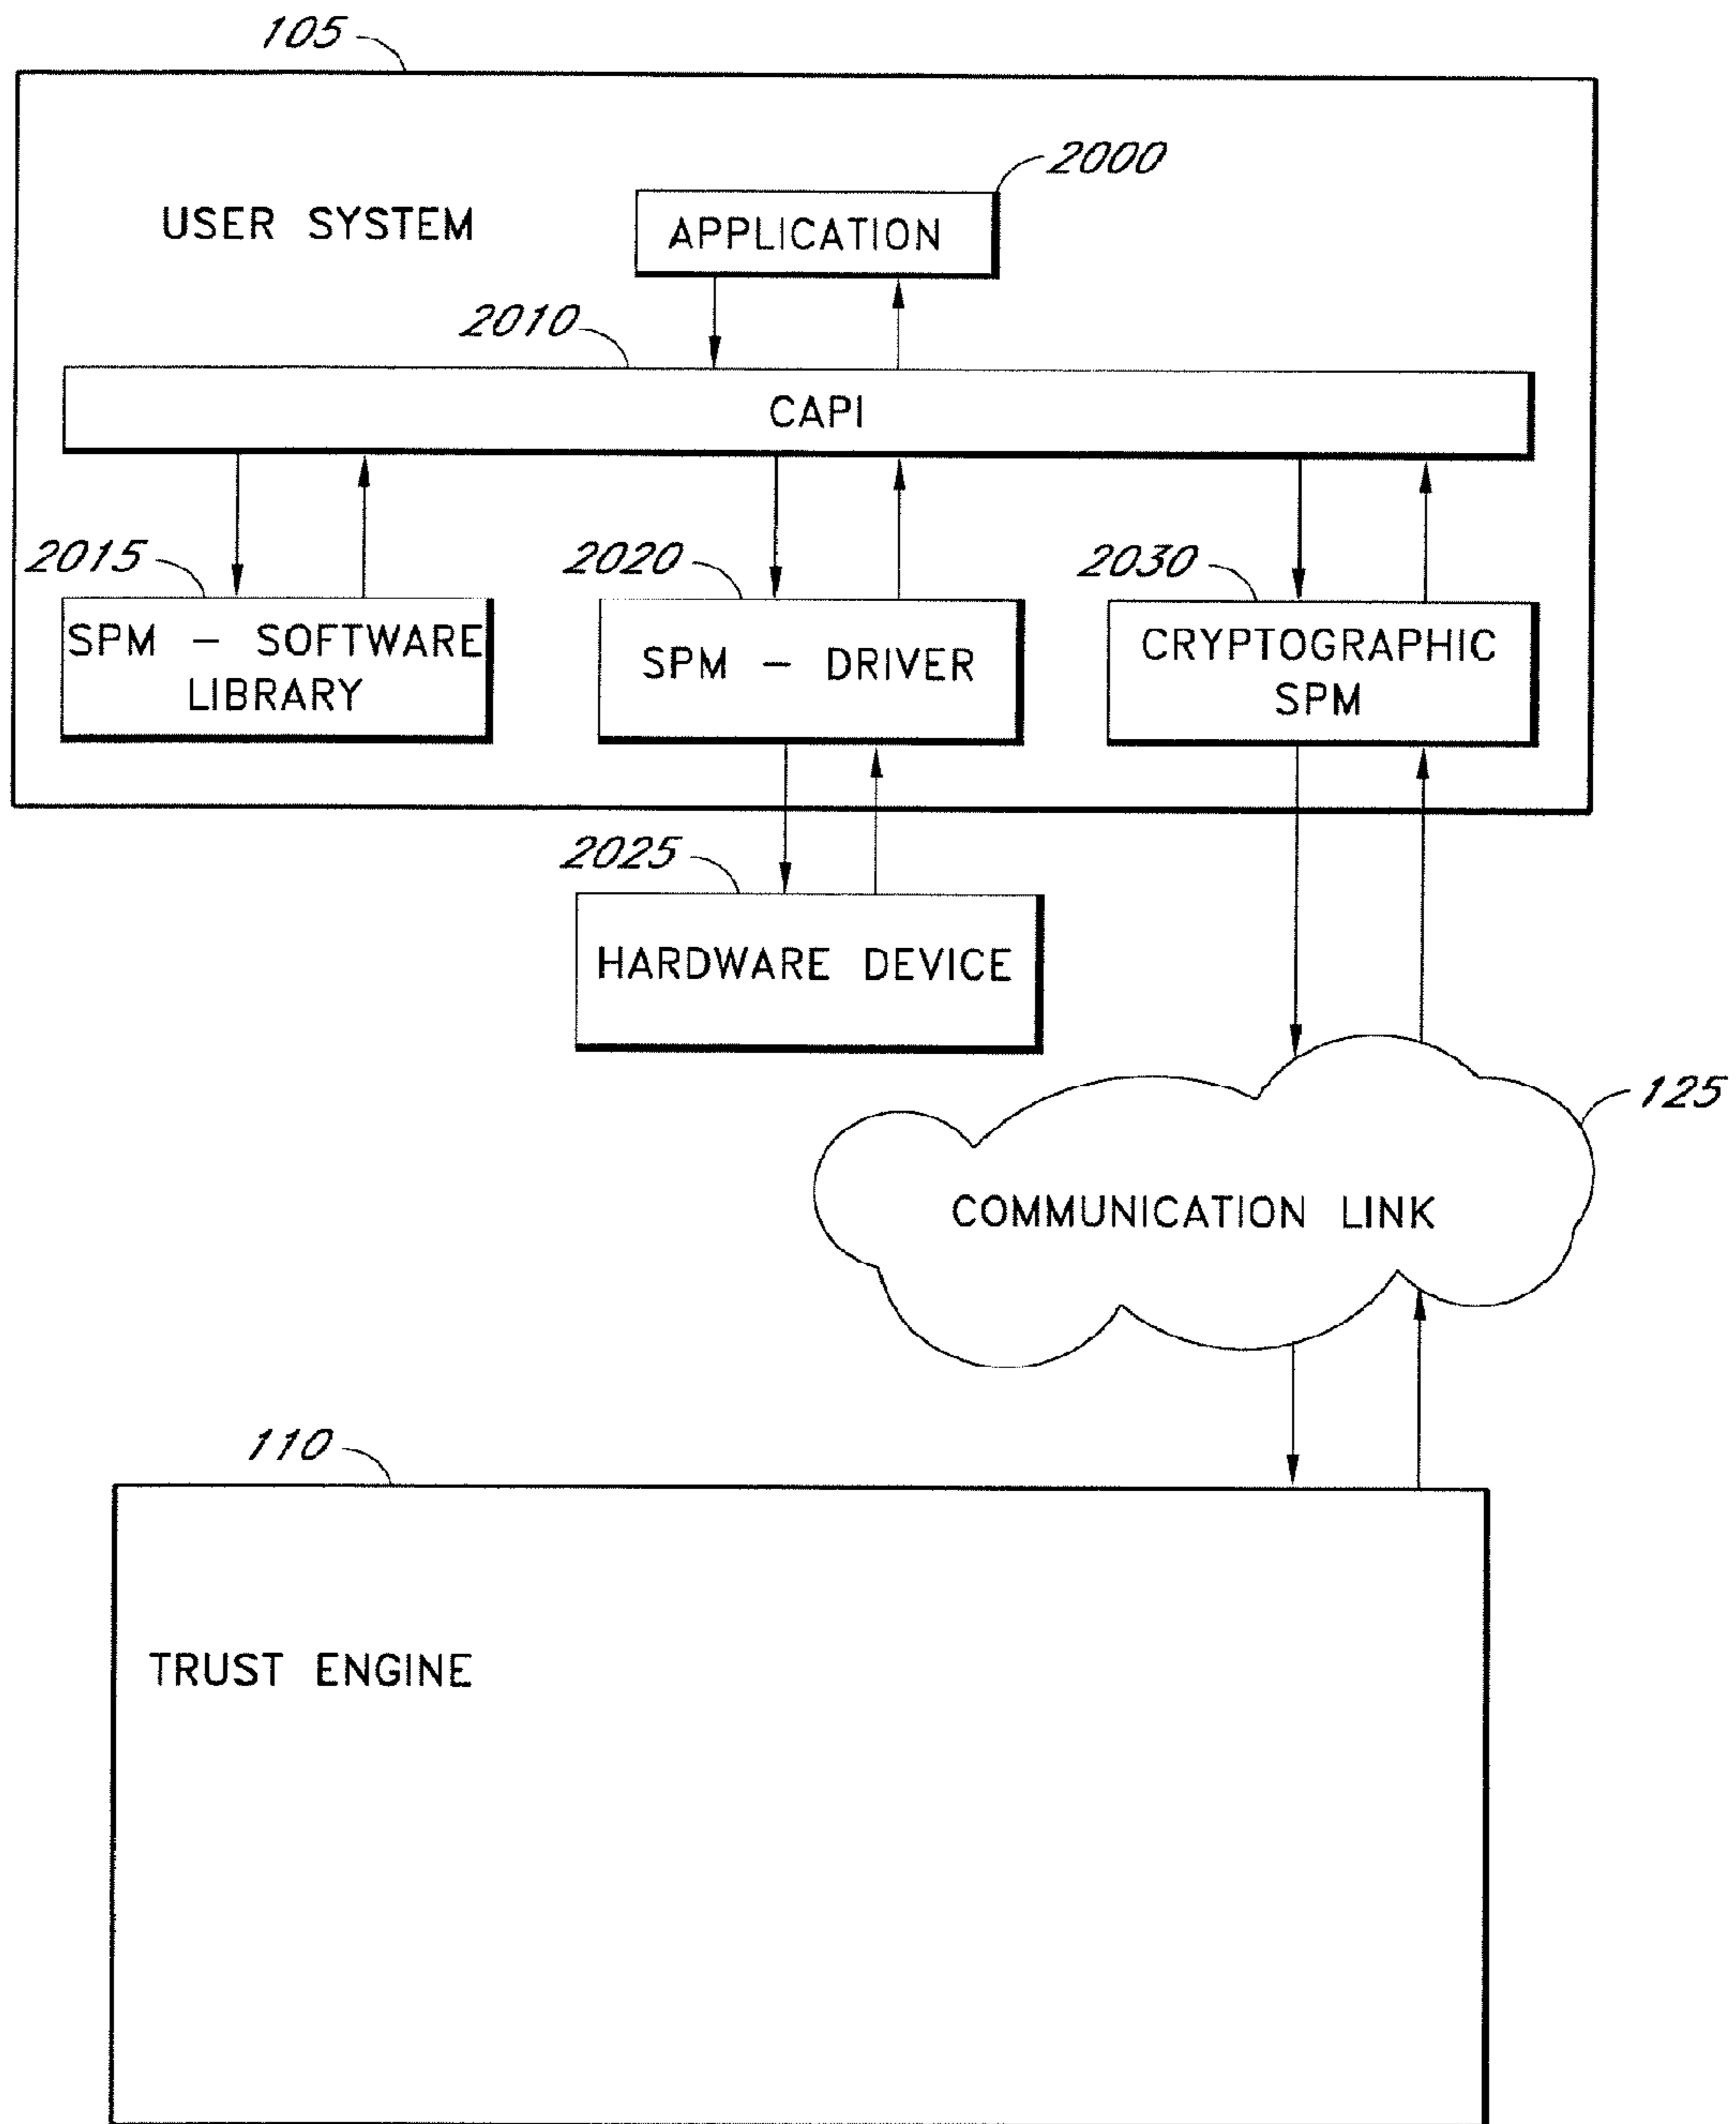 105
2000
USER SYSTEM
APPLICATION
2010
CAPI
2015
2020
2030
SPM - SOFTWARE
LIBRARY
SPM - DRIVER
CRYPTOGRAPHIC
SPM
2025
HARDWARE DEVICE
125
COMMUNICATION LINK
110
TRUST ENGINE